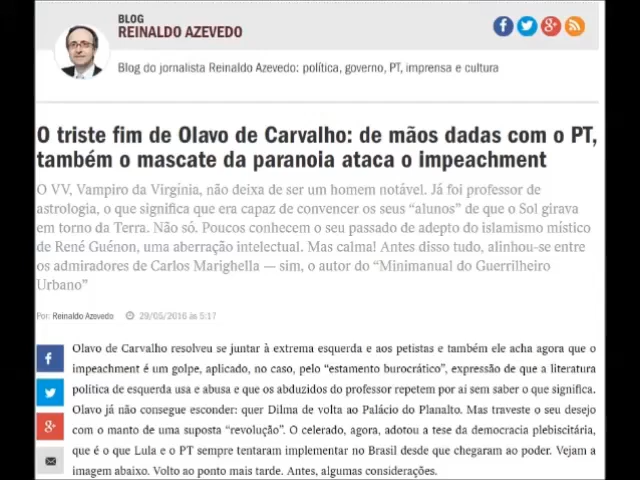 BLOG
REINALDO AZEVEDO
Blog do jornalista Reinaldo Azevedo: política, governo, PT, imprensa e cultura
O triste fim de Olavo de Carvalho: de mãos dadas com o PT,
também o mascate da paranoia ataca o impeachment
O VV, Vampiro da Virgínia, não deixa de ser um homem notável. Já foi professor de
astrologia, o que significa que era capaz de convencer os seus “alunos” de que o Sol girava
em torno da Terra. Não só. Poucos conhecem o seu passado de adepto do islamismo místico
de René Guénon, uma aberração intelectual. Mas calma! Antes disso tudo, alinhou-se entre
os admiradores de Carlos Marighella — sim, o autor do “Minimanual do Guerrilheiro
Urbano”
Por: Reinaldo Azevedo 29/05/2016 às 5:17
Olavo de Carvalho resolveu se juntar à extrema esquerda e aos petistas e também ele acha agora que o
impeachment é um golpe, aplicado, no caso, pelo “estamento burocrático”, expressão de que a literatura
política de esquerda usa e abusa e que os abduzidos do professor repetem por aí sem saber o que significa.
Olavo já não consegue esconder: quer Dilma de volta ao Palácio do Planalto. Mas traveste o seu desejo
com o manto de uma suposta “revolução”. O celerado, agora, adotou a tese da democracia plebiscitária,
que é o que Lula e o PT sempre tentaram implementar no Brasil desde que chegaram ao poder. Vejam a
imagem abaixo. Volto ao ponto mais tarde. Antes, algumas considerações.